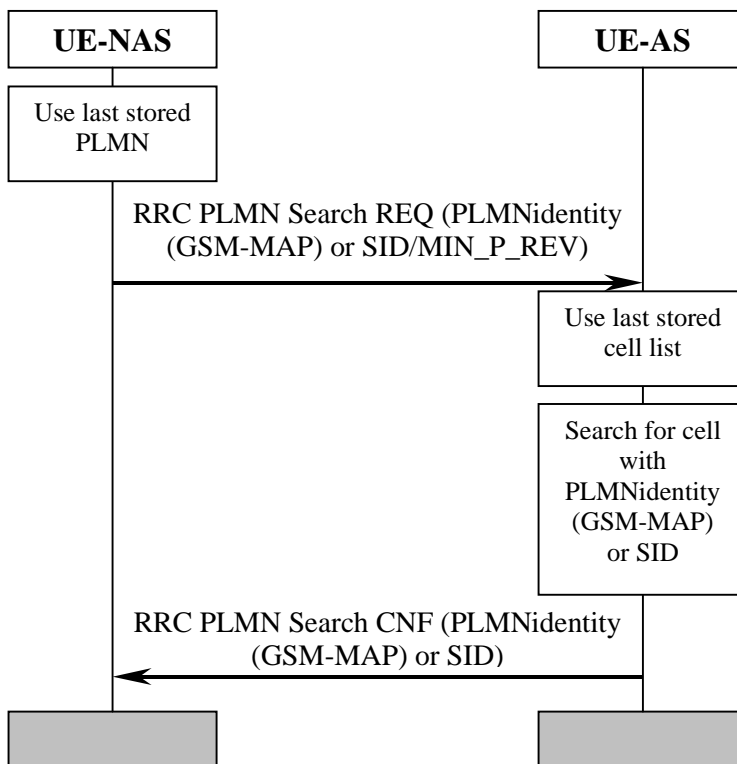 UE-NAS
UE-AS
Use last stored
PLMN
RRC PLMN Search REQ (PLMNidentity
(GSM-MAP) or SID/MIN_P_REV)
Use last stored
cell list
Search for cell
with
PLMNidentity
(GSM-MAP)
or SID
RRC PLMN Search CNF (PLMNidentity
(GSM-MAP) or SID)